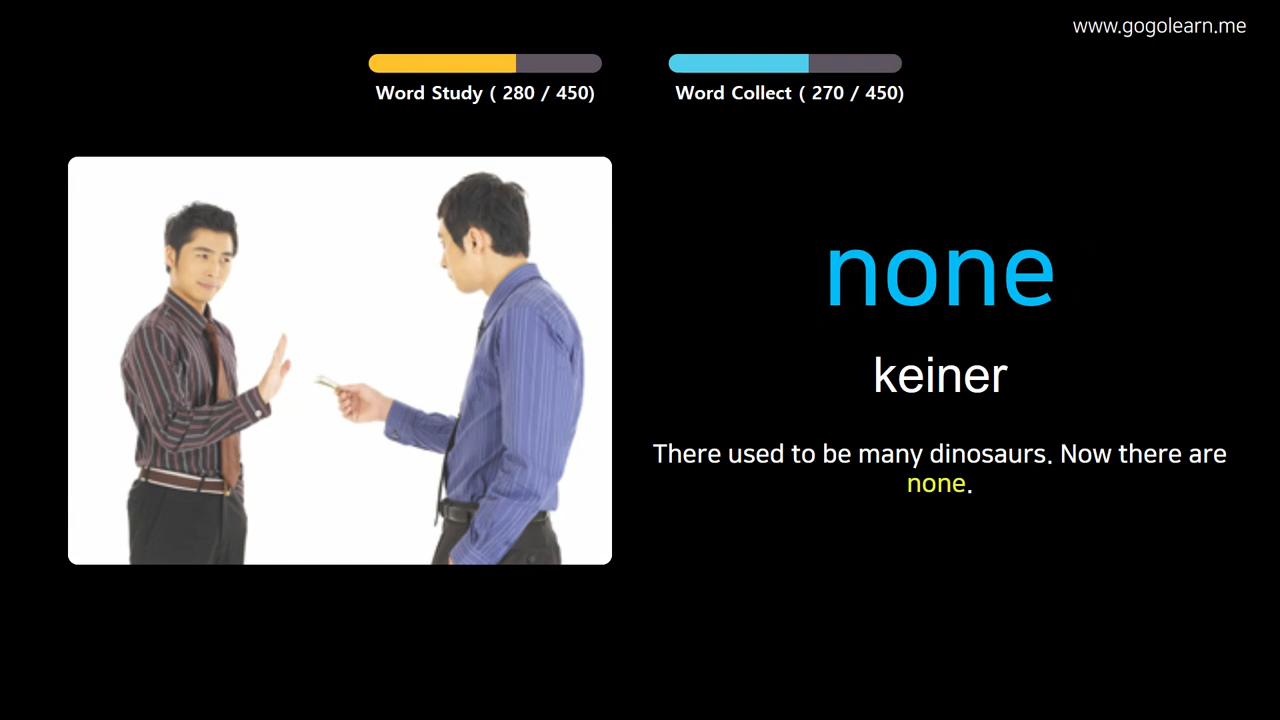 www.gogolearn.me
Word Study ( 280 / 450)
Word Collect ( 270 / 450)
none
keiner
There used to be many dinosaurs. Now there are
none.